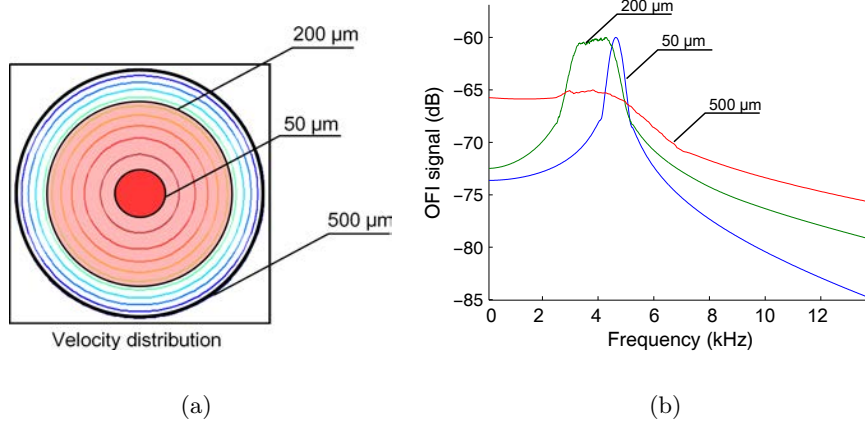 200 µm
50 µm
500 µm
Velocity distribution
(a)
200 µm
50 µm
500 µm
OFI signal (dB)
−60
−65
−70
−75
−80
−85
0 2 4 6 8 10 12
Frequency (kHz)
(b)